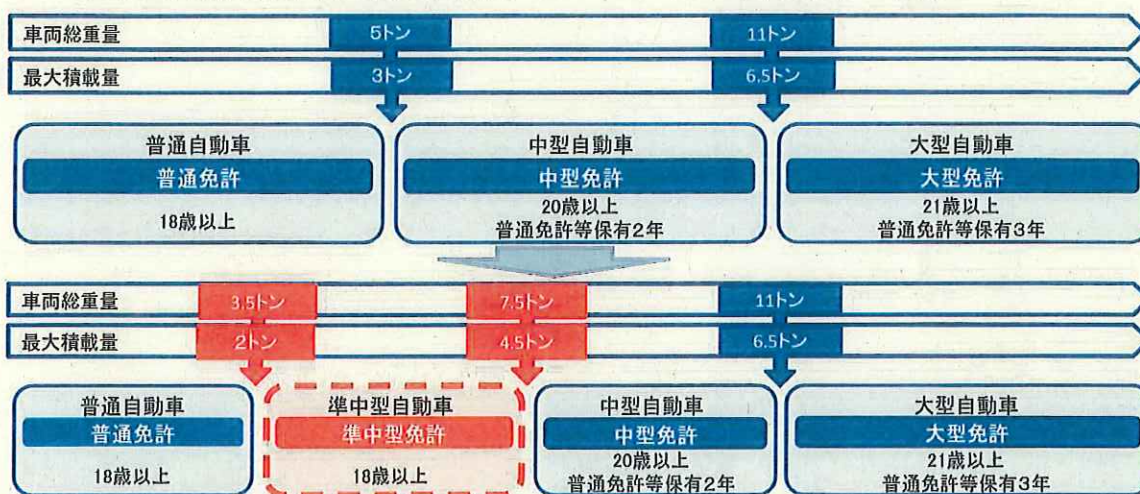 車両総重量 5トン 11トン
最大積載量 3トン 6.5トン
普通自動車 中型自動車 大型自動車
普通免許 中型免許 大型免許
18歳以上 20歳以上 21歳以上
普通免許等保有2年 普通免許等保有3年
車両総重量 3.5トン 7.5トン 11トン
最大積載量 2トン 4.5トン 6.5トン
普通自動車 準中型自動車 中型自動車 大型自動車
普通免許 準中型免許 中型免許 大型免許
18歳以上 18歳以上 20歳以上 21歳以上
普通免許等保有2年 普通免許等保有3年